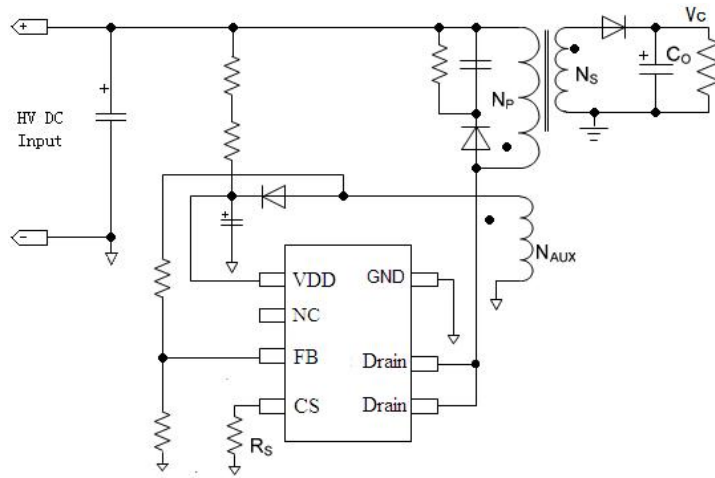 +
Vc
+
+
Co
Ns
Np
HV DC
Input
-
+
NAUX
VDD
GND
NC
FB
Drain
CS
Drain
Rs